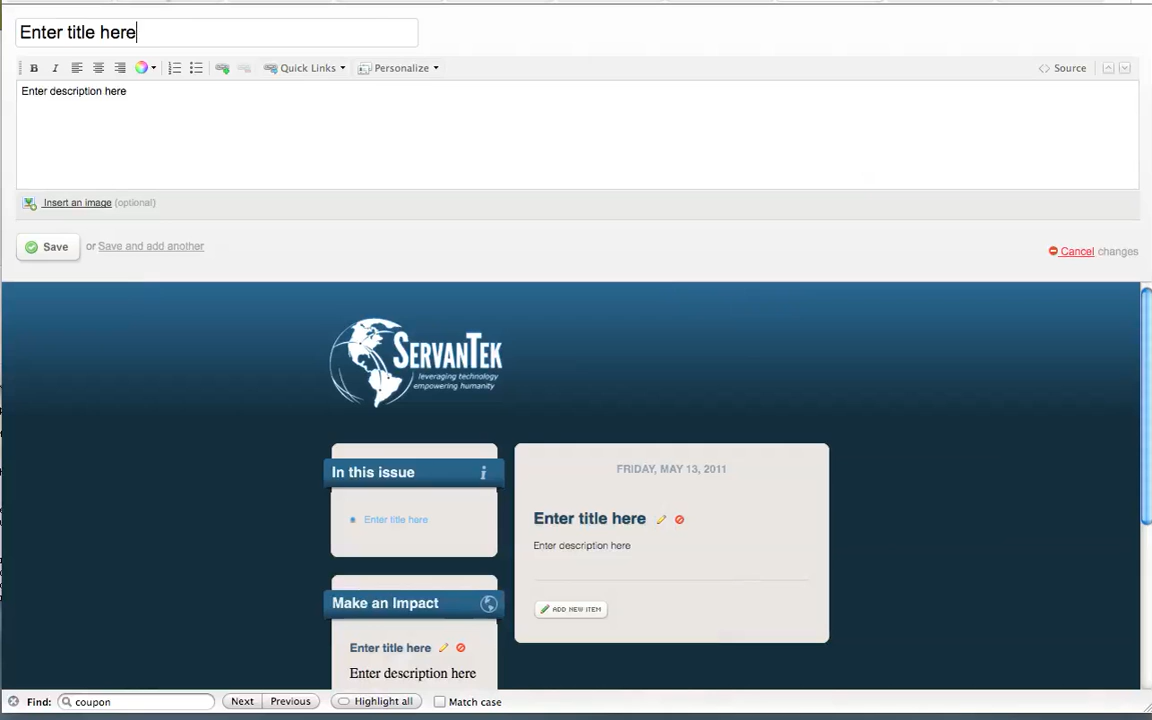 Enter title here
B I Quick Links Personalize Source
Enter description here
Insert an image (optional)
Save or Save and add another
Cancel changes
SERVANTEK
leveraging technology
empowering humanity
In this issue i
Enter title here
Make an Impact
Enter title here
Enter description here
FRIDAY, MAY 13, 2011
Enter title here
Enter description here
ADD NEW ITEM
Find: coupon Next Previous Highlight all Match case